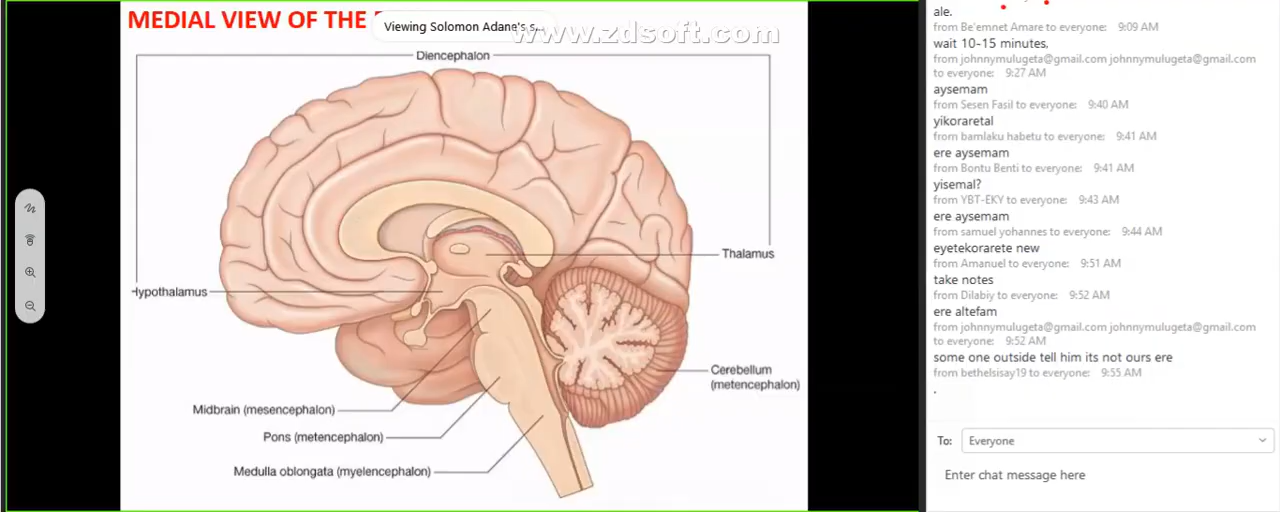 MEDIAL VIEW OF THE
Viewing Solomon Adane's s...
www.zdsoft.com
Diencephalon
Thalamus
Hypothalamus
Cerebellum
(metencephalon)
Midbrain (mesencephalon)
Pons (metencephalon)
Medulla oblongata (myelencephalon)
ale.
from Be'emnet Amare to everyone: 9:09 AM
wait 10-15 minutes,
from johnnymulugeta@gmail.com johnnymulugeta@gmail.com
to everyone: 9:27 AM
aysemam
from Sesen Fasil to everyone: 9:40 AM
yikoraretal
from bamlaku habetu to everyone: 9:41 AM
ere aysemam
from Bontu Benti to everyone: 9:41 AM
yisemal?
from YBT-EKY to everyone: 9:43 AM
ere aysemam
from samuel yohannes to everyone: 9:44 AM
eyetekorarete new
from Amanuel to everyone: 9:51 AM
take notes
from Dilabiy to everyone: 9:52 AM
ere altefam
from johnnymulugeta@gmail.com johnnymulugeta@gmail.com
to everyone: 9:52 AM
some one outside tell him its not ours ere
from bethelsisay19 to everyone: 9:55 AM
.
To: Everyone
Enter chat message here